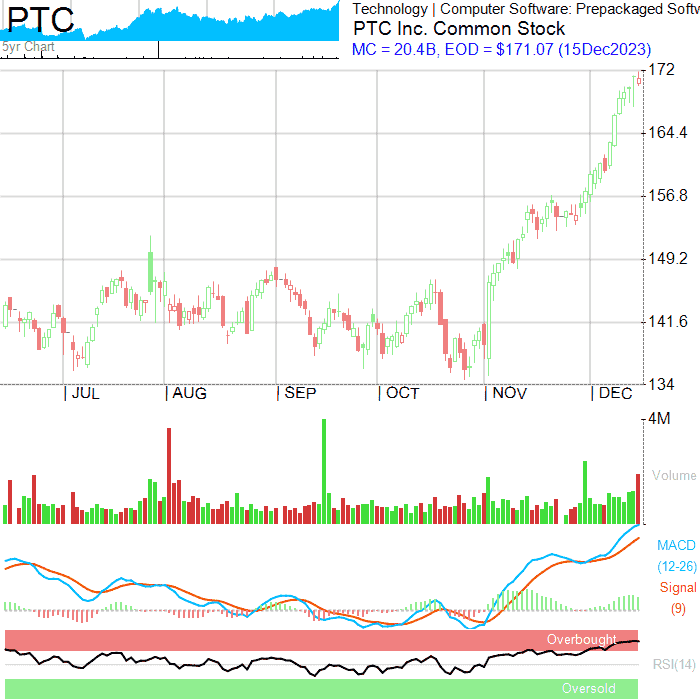 PTC
5yr Chart
Technology | Computer Software: Prepackaged Softw
PTC Inc. Common Stock
MC = 20.4B, EOD = $171.07 (15Dec2023)
172
164.4
156.8
149.2
141.6
134
| JUL | AUG | SEP | OCT | NOV | DEC
4M
Volume
MACD
(12-26)
Signal
(9)
Overbought
RSI(14)
Oversold